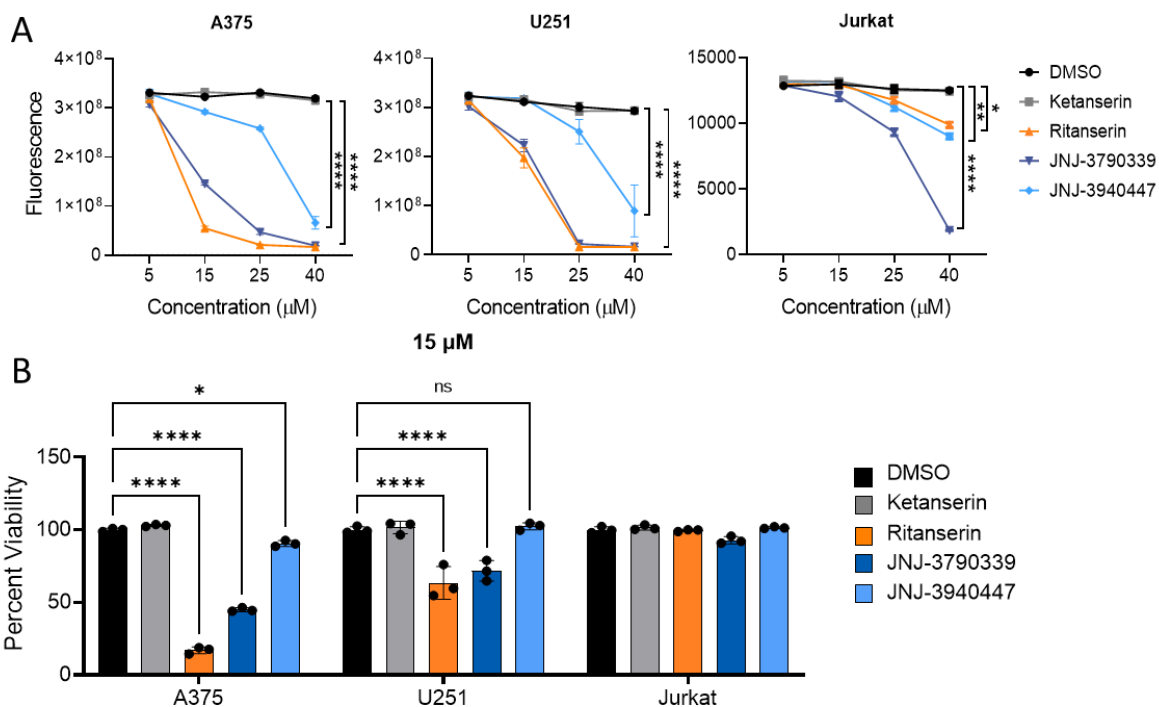 A
A375
U251
Jurkat
Fluorescence
4×10⁸
3×10⁸
2×10⁸
1×10⁸
0
5 15 25 40
Concentration (μM)
****
****
4×10⁸
3×10⁸
2×10⁸
1×10⁸
0
5 15 25 40
Concentration (μM)
****
****
15000
10000
5000
0
5 15 25 40
Concentration (μM)
*
**
****
DMSO
Ketanserin
Ritanserin
JNJ-3790339
JNJ-3940447
15 μM
B
Percent Viability
150
100
50
0
*
****
****
ns
****
****
A375
U251
Jurkat
DMSO
Ketanserin
Ritanserin
JNJ-3790339
JNJ-3940447